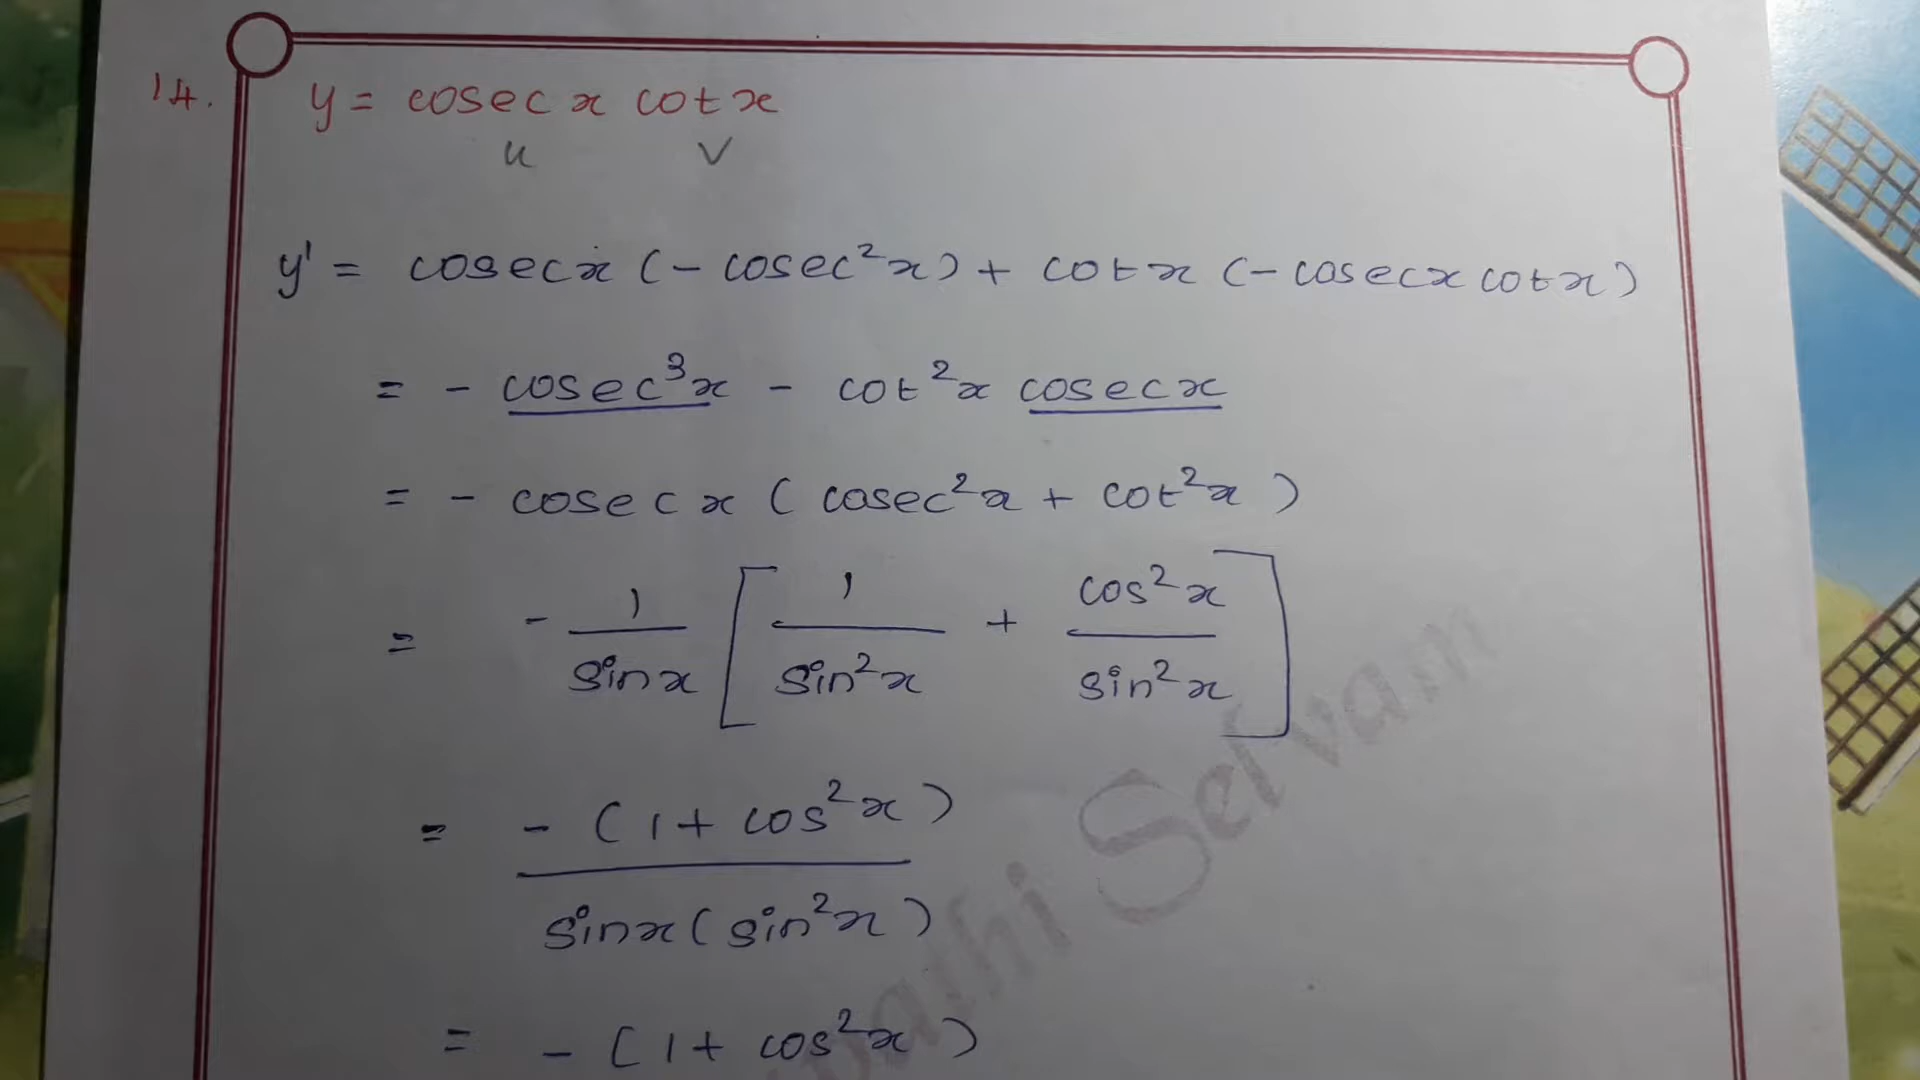 14. y = cosec x cot x
u v
y' = cosec x (- cosec²x) + cot x (- cosec x cot x)
= - cosec³x - cot²x cosec x
= - cosec x ( cosec²x + cot²x )
= - 1/sin x [ 1/sin²x + cos²x/sin²x ]
= - (1 + cos²x) / sin x ( sin²x )
= - (1 + cos²x )
Selvam